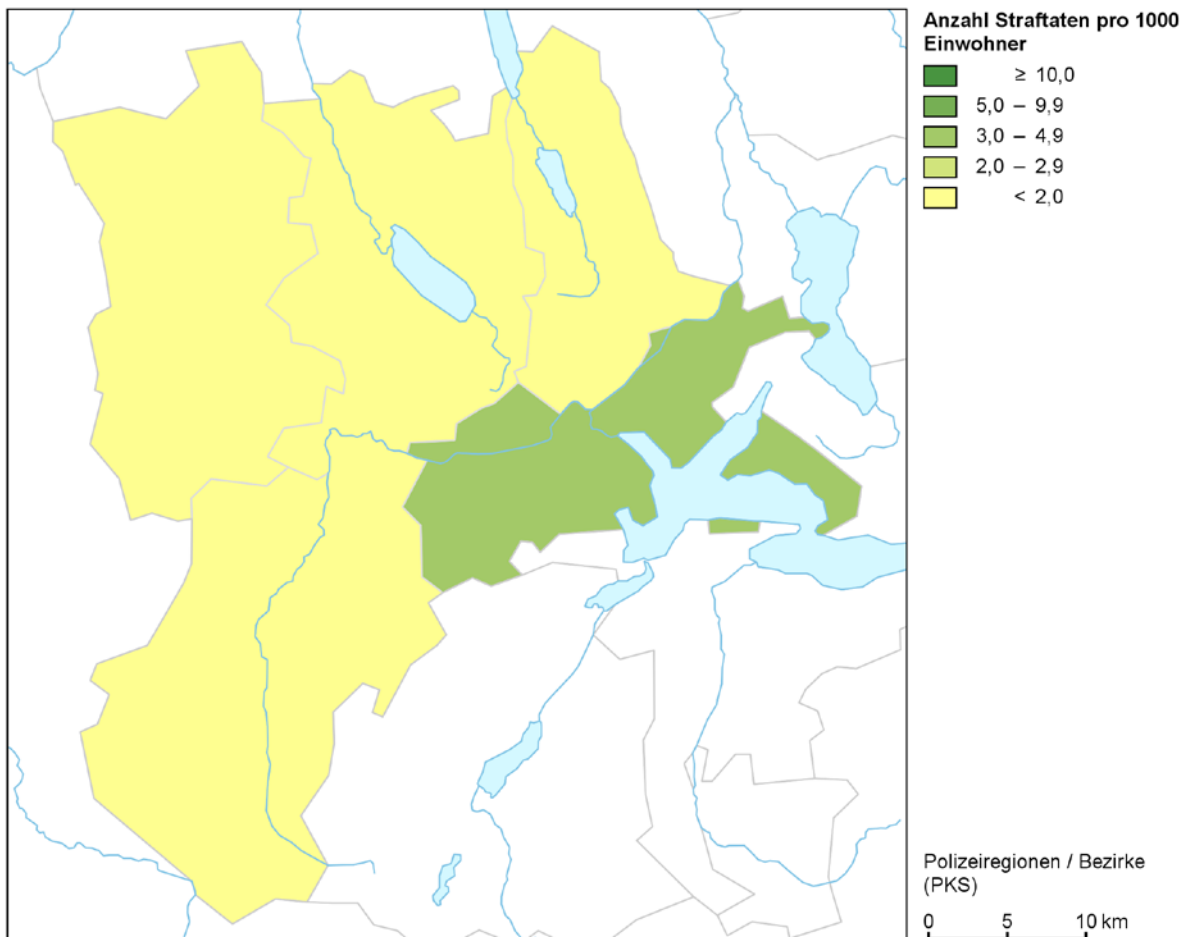 Anzahl Straftaten pro 1000
Einwohner
≥ 10,0
5,0 – 9,9
3,0 – 4,9
2,0 – 2,9
< 2,0
Polizeiregionen / Bezirke
(PKS)
0 5 10 km